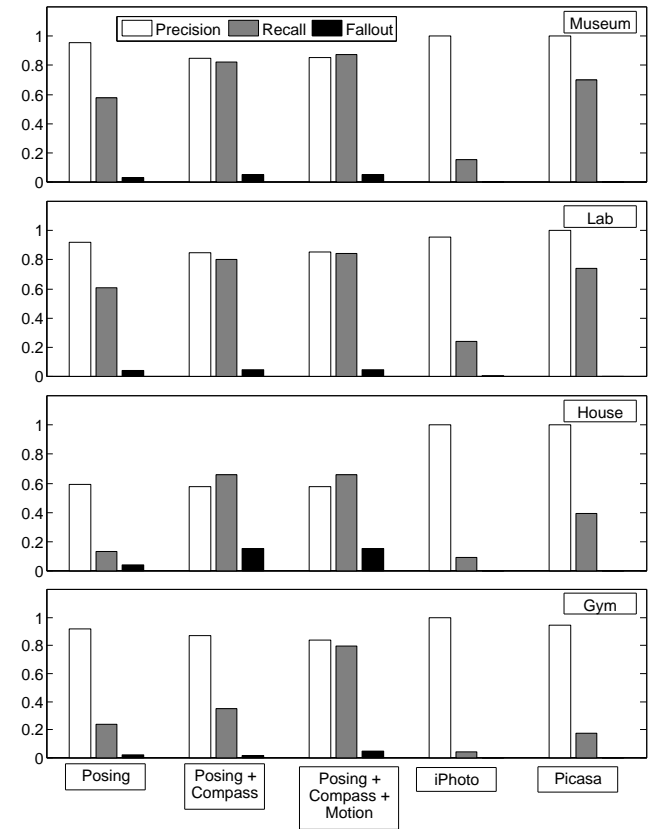 Precision Recall Fallout
Museum
1
0.8
0.6
0.4
0.2
0
Lab
1
0.8
0.6
0.4
0.2
0
House
1
0.8
0.6
0.4
0.2
0
Gym
1
0.8
0.6
0.4
0.2
0
Posing
Posing +
Compass
Posing +
Compass +
Motion
iPhoto
Picasa